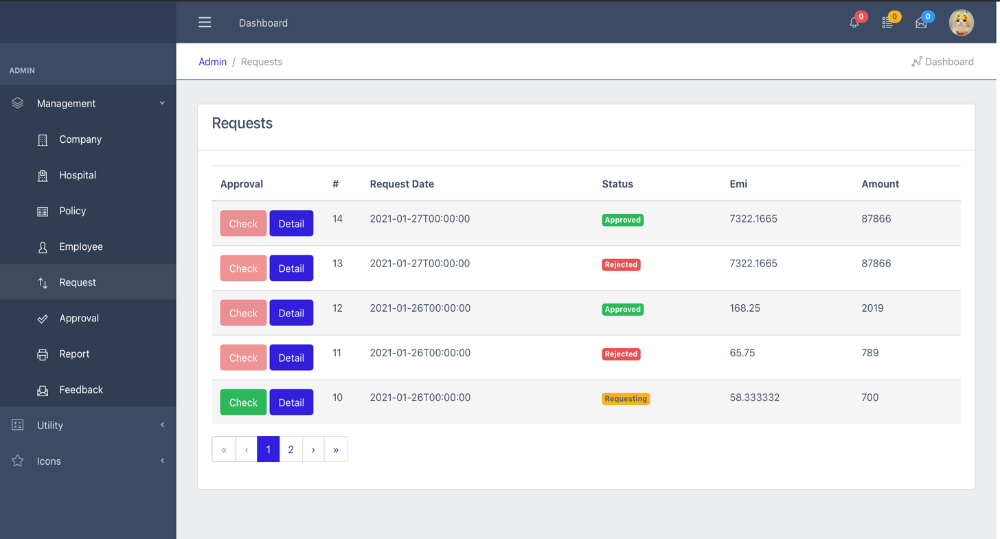 Dashboard
0
0
0
ADMIN
Admin / Requests
Dashboard
Management
Company
Hospital
Policy
Employee
Request
Approval
Report
Feedback
Utility
Icons
Requests
Approval # Request Date Status Emi Amount
Check Detail 14 2021-01-27T00:00:00 Approved 7322.1665 87866
Check Detail 13 2021-01-27T00:00:00 Rejected 7322.1665 87866
Check Detail 12 2021-01-26T00:00:00 Approved 168.25 2019
Check Detail 11 2021-01-26T00:00:00 Rejected 65.75 789
Check Detail 10 2021-01-26T00:00:00 Requesting 58.333332 700
« ‹ 1 2 › »